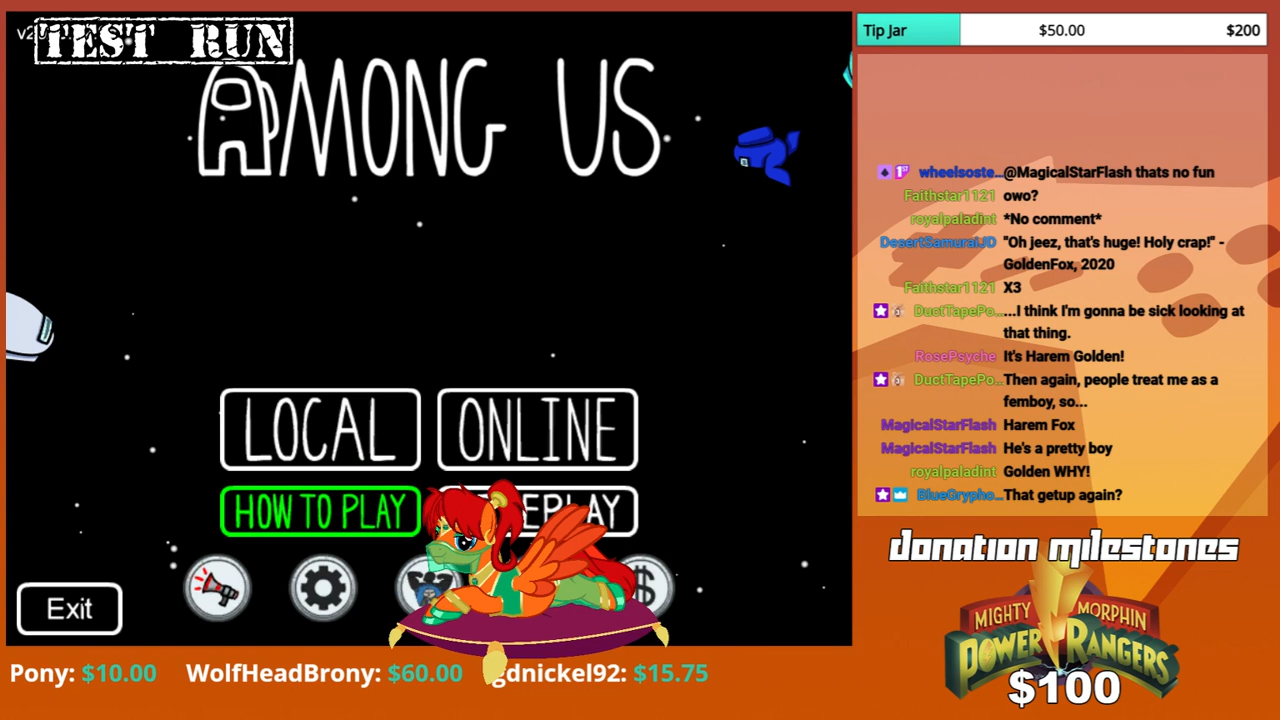 TEST RUN
AMONG US
LOCAL
ONLINE
HOW TO PLAY
EPLAY
Exit
Pony: $10.00
WolfHeadBrony: $60.00
gdnickel92: $15.75
Tip Jar
$50.00
$200
wheelsoste... @MagicalStarFlash thats no fun
Faithstar1121 owo?
royalpaladint *No comment*
DesertSamuraiJD "Oh jeez, that's huge! Holy crap!" -
GoldenFox, 2020
Faithstar1121 X3
DuctTapePo... ...I think I'm gonna be sick looking at
that thing.
RosePsyche It's Harem Golden!
DuctTapePo... Then again, people treat me as a
femboy, so...
MagicalStarFlash Harem Fox
MagicalStarFlash He's a pretty boy
royalpaladint Golden WHY!
BlueGrypho... That getup again?
donation milestones
MIGHTY MORPHIN
POWER RANGERS
$100